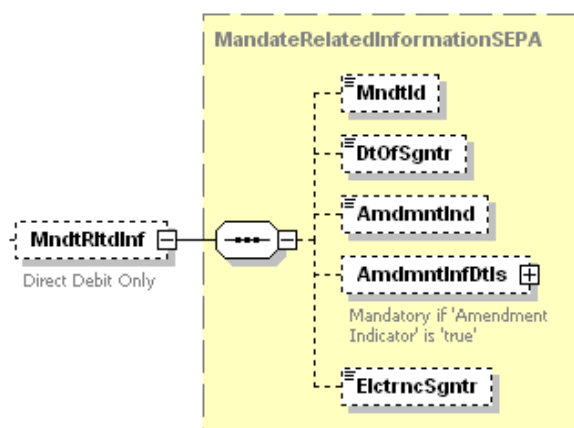 MandateRelatedInformationSEPA
MndtId
DtOfSgntr
AmdmntInd
MndtRltdInf
Direct Debit Only
AmdmntInfDtls
Mandatory if 'Amendment
Indicator' is 'true'
ElctrncSgntr